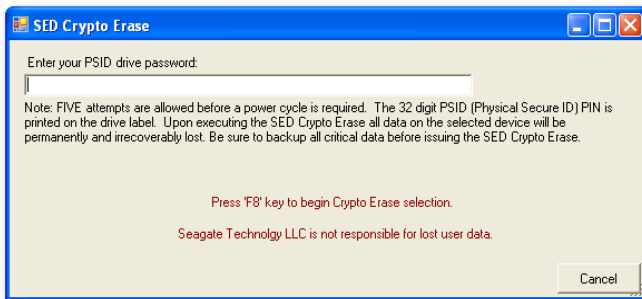 SED Crypto Erase
Enter your PSID drive password:
Note: FIVE attempts are allowed before a power cycle is required. The 32 digit PSID (Physical Secure ID) PIN is
printed on the drive label. Upon executing the SED Crypto Erase all data on the selected device will be
permanently and irrecoverably lost. Be sure to backup all critical data before issuing the SED Crypto Erase.
Press 'F8' key to begin Crypto Erase selection.
Seagate Technolgy LLC is not responsible for lost user data.
Cancel